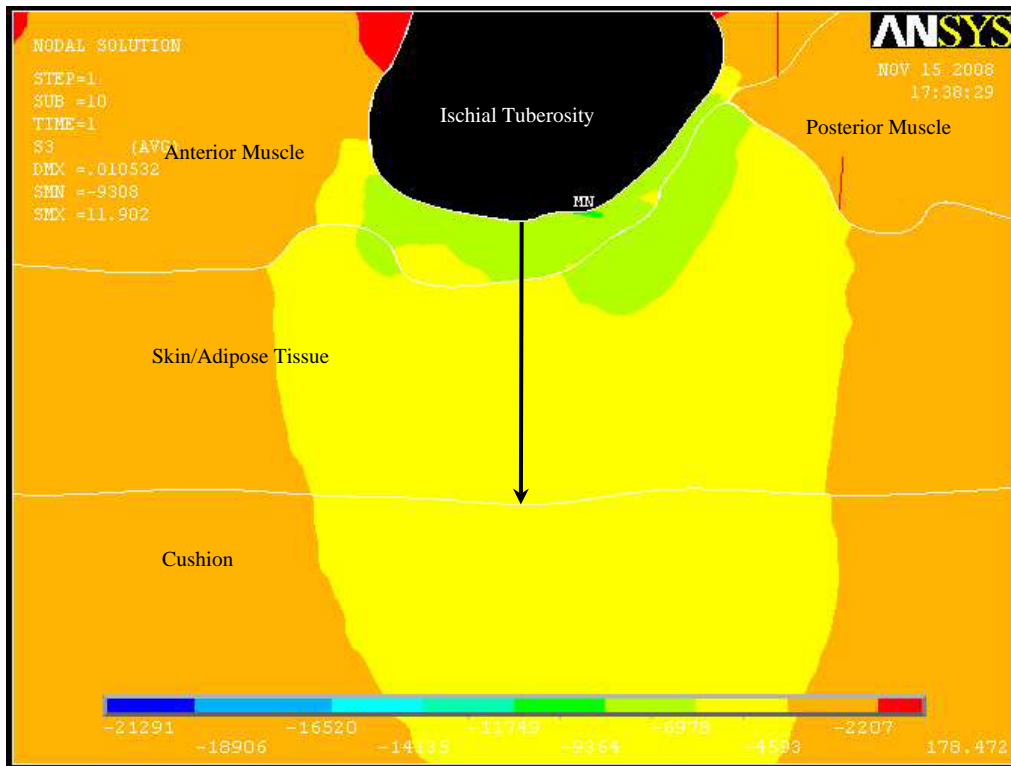 NODAL SOLUTION
STEP=1
SUB =10
TIME=1
S3 (AVG)
DMX =.010532
SMN =-9308
SMX =11.902
ANSYS
NOV 15 2008
17:38:29
Ischial Tuberosity
Anterior Muscle
Posterior Muscle
MN
Skin/Adipose Tissue
Cushion
-21291 -16520 -11749 -6978 -2207
-18906 -14135 -9364 -4593 178.472